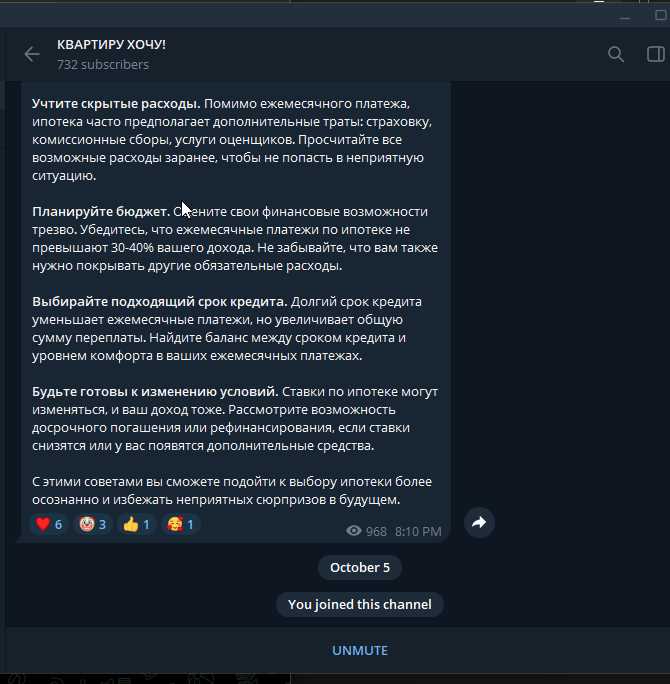 КВАРТИРУ ХОЧУ!
732 subscribers
Учтите скрытые расходы. Помимо ежемесячного платежа,
ипотека часто предполагает дополнительные траты: страховку,
комиссионные сборы, услуги оценщиков. Просчитайте все
возможные расходы заранее, чтобы не попасть в неприятную
ситуацию.
Планируйте бюджет. Оцените свои финансовые возможности
трезво. Убедитесь, что ежемесячные платежи по ипотеке не
превышают 30-40% вашего дохода. Не забывайте, что вам также
нужно покрывать другие обязательные расходы.
Выбирайте подходящий срок кредита. Долгий срок кредита
уменьшает ежемесячные платежи, но увеличивает общую
сумму переплаты. Найдите баланс между сроком кредита и
уровнем комфорта в ваших ежемесячных платежах.
Будьте готовы к изменению условий. Ставки по ипотеке могут
изменяться, и ваш доход тоже. Рассмотрите возможность
досрочного погашения или рефинансирования, если ставки
снизятся или у вас появятся дополнительные средства.
С этими советами вы сможете подойти к выбору ипотеки более
осознанно и избежать неприятных сюрпризов в будущем.
6 3 1 1 968 8:10 PM
October 5
You joined this channel
UNMUTE